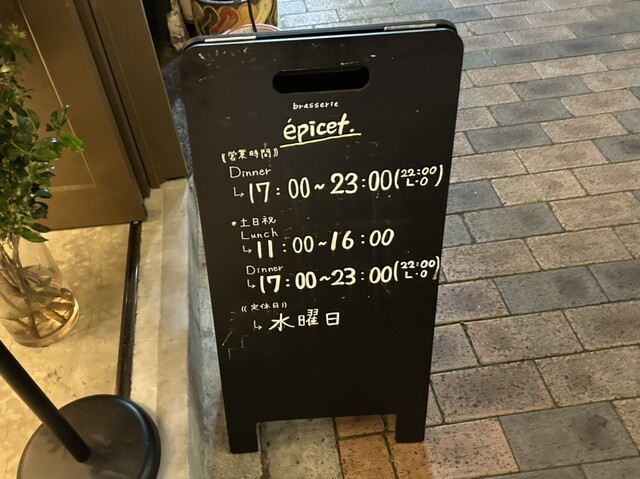 brasserie
épicet.
《営業時間》
Dinner
↳17:00~23:00(22:00 L.O)
*土日祝
Lunch
↳11:00~16:00
Dinner
↳17:00~23:00(22:00 L.O)
《定休日》
↳水曜日